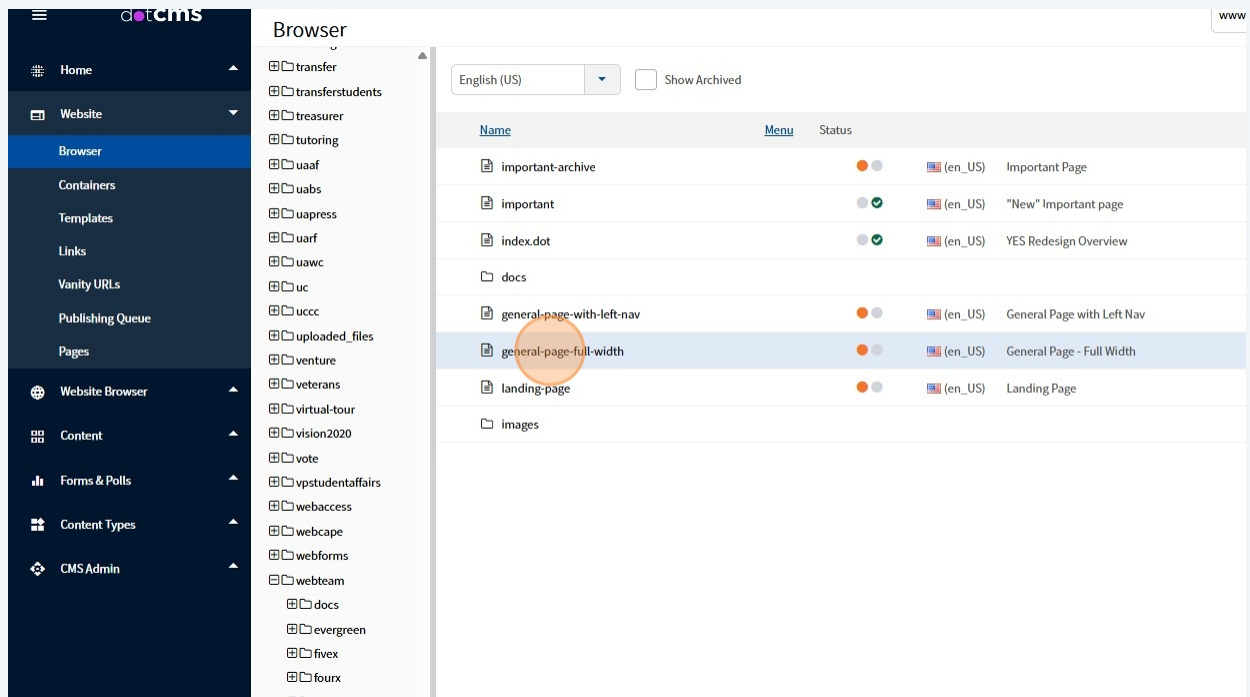 dotcms
Browser
www
Home
Website
Browser
Containers
Templates
Links
Vanity URLs
Publishing Queue
Pages
Website Browser
Content
Forms & Polls
Content Types
CMS Admin
transfer
transferstudents
treasurer
tutoring
uaaf
uabs
uapress
uarf
uawc
uc
uccc
uploaded_files
venture
veterans
virtual-tour
vision2020
vote
vpstudentaffairs
webaccess
webcape
webforms
webteam
docs
evergreen
fivex
fourx
English (US) Show Archived
Name Menu Status
important-archive (en_US) Important Page
important (en_US) "New" Important page
index.dot (en_US) YES Redesign Overview
docs
general-page-with-left-nav (en_US) General Page with Left Nav
general-page-full-width (en_US) General Page - Full Width
landing-page (en_US) Landing Page
images